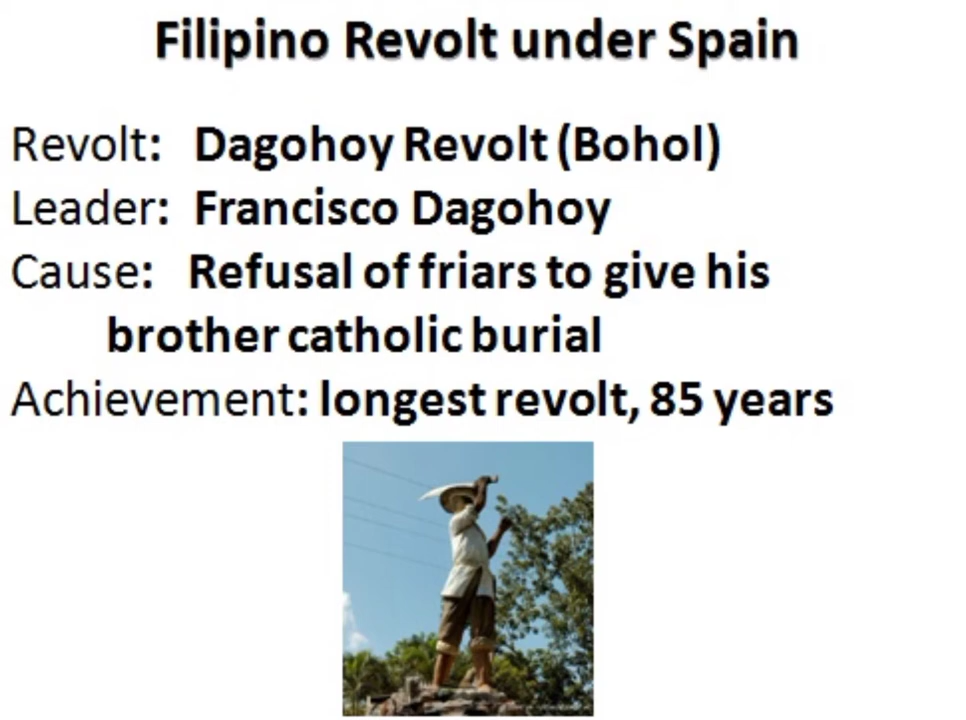 Filipino Revolt under Spain
Revolt: Dagohoy Revolt (Bohol)
Leader: Francisco Dagohoy
Cause: Refusal of friars to give his
brother catholic burial
Achievement: longest revolt, 85 years